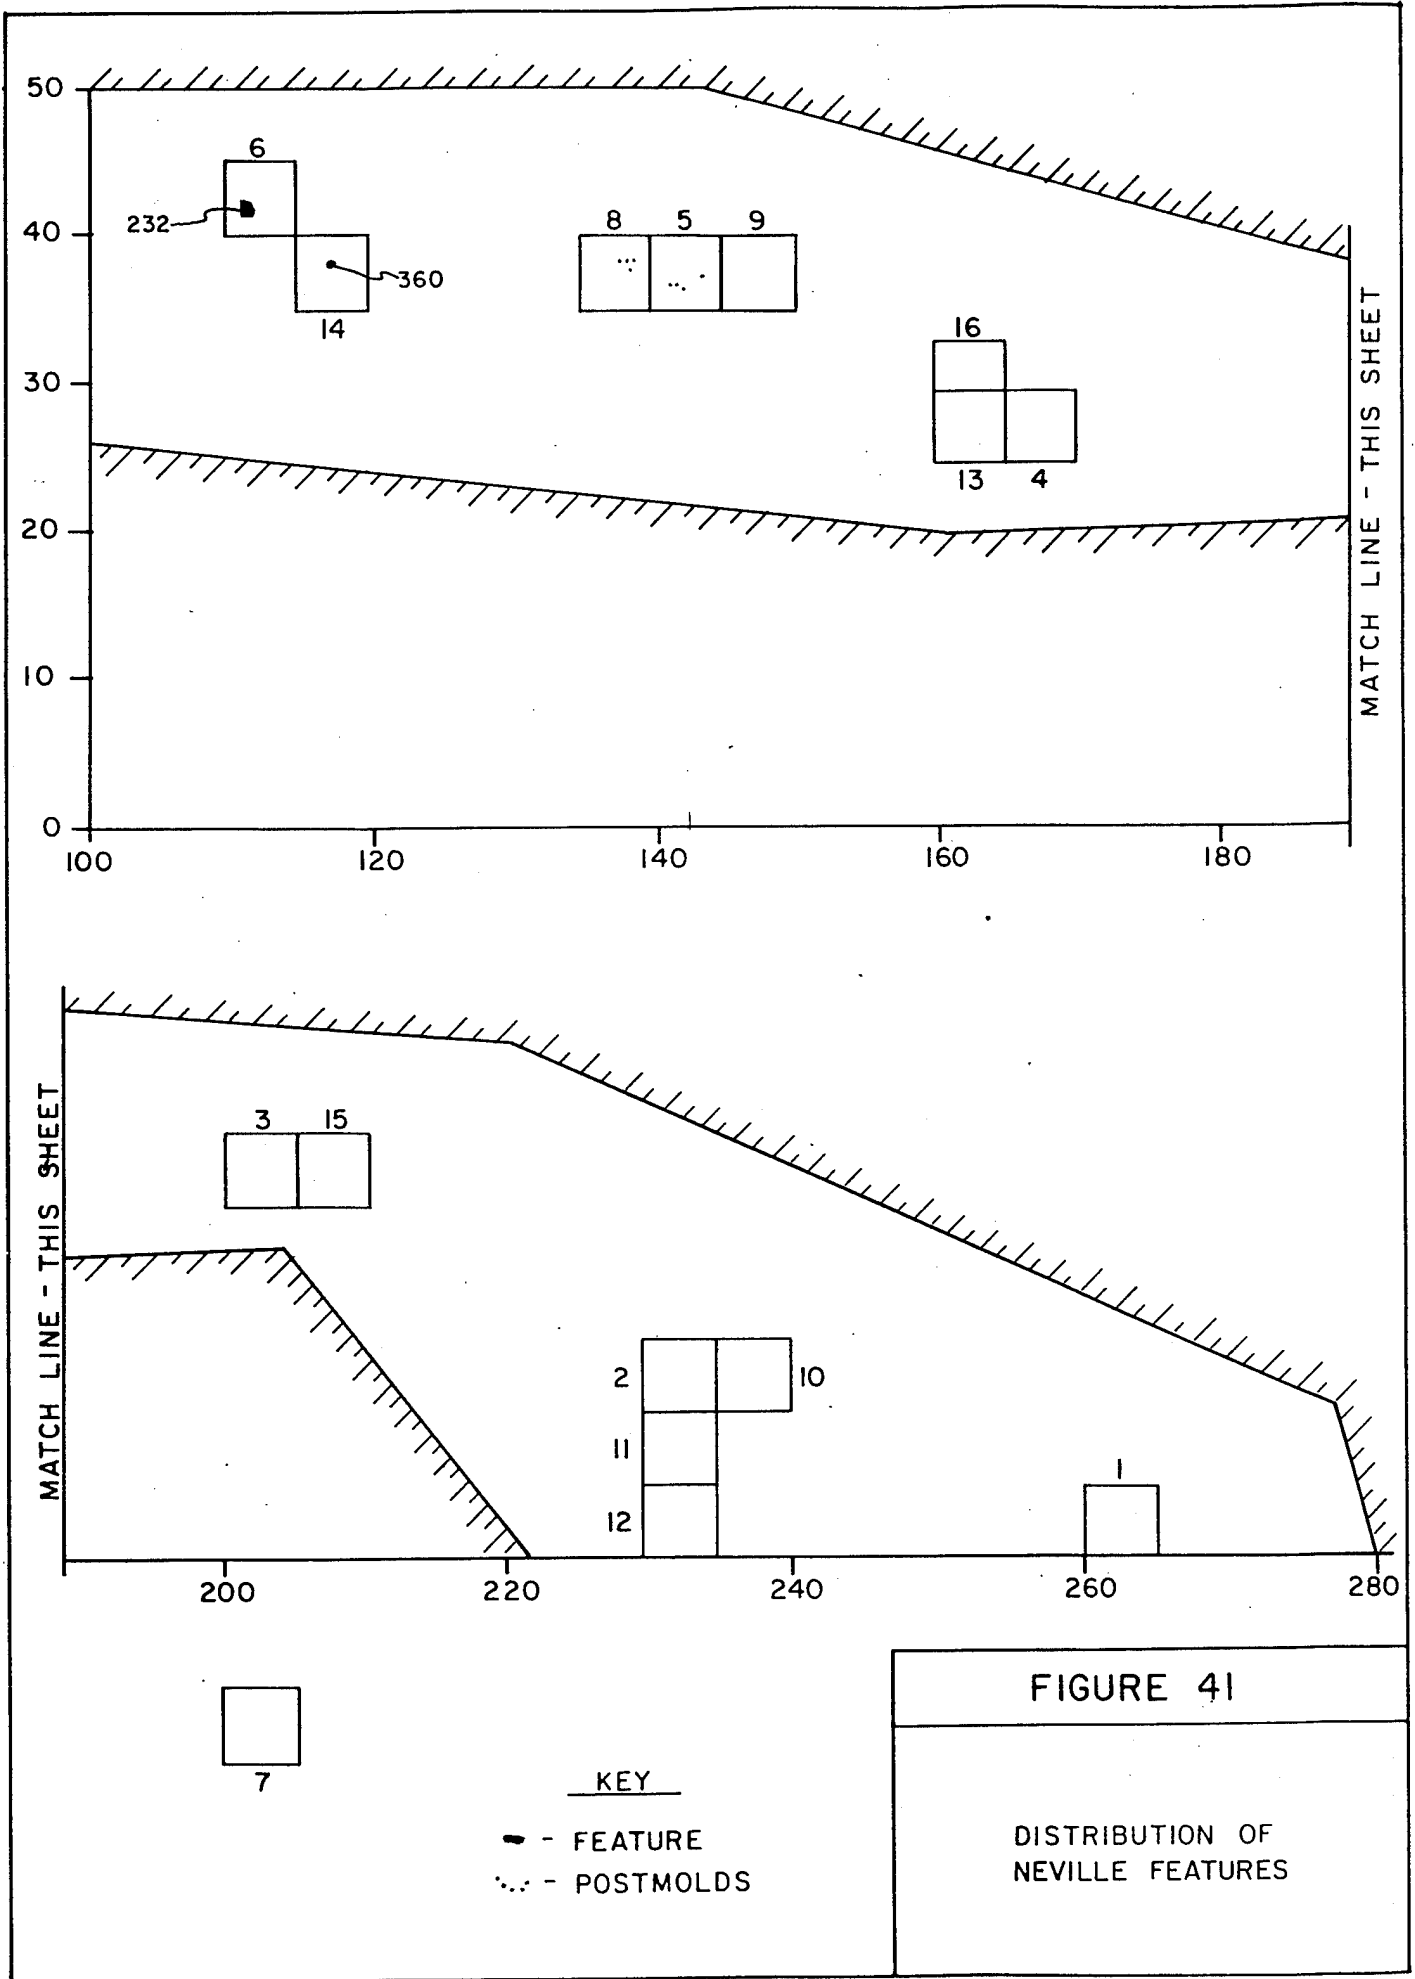 50
6
232
40
8 5 9
360
14
16
30
13 4
20
10
0
100 120 140 160 180
MATCH LINE - THIS SHEET
MATCH LINE - THIS SHEET
3 15
2
10
11
1
12
200 220 240 260 280
7
KEY
- FEATURE
- POSTMOLDS
FIGURE 41
DISTRIBUTION OF
NEVILLE FEATURES